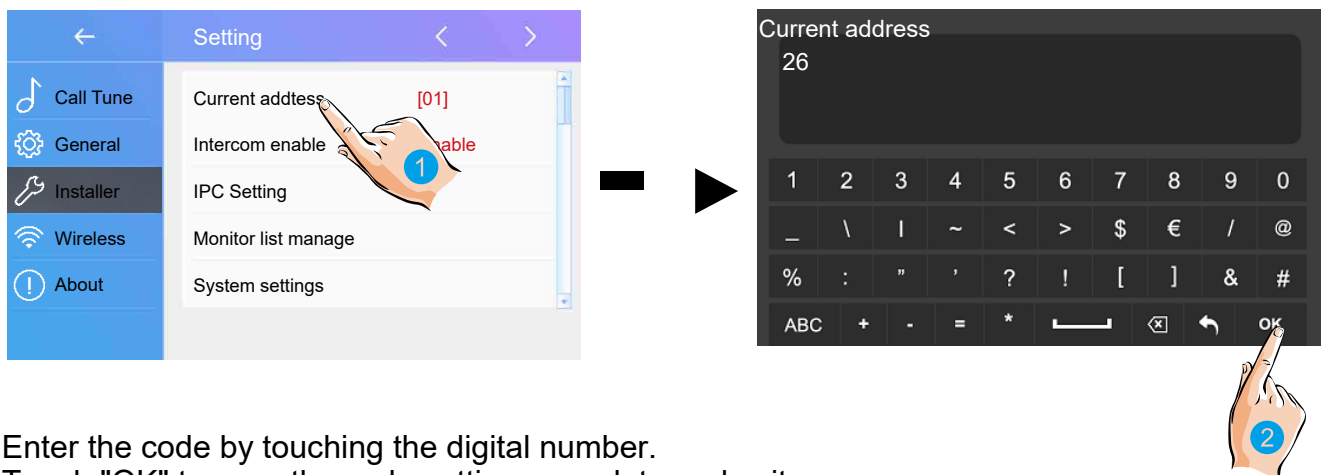 Setting
Call Tune
General
Installer
Wireless
About
Current addtess [01]
Intercom enable
IPC Setting
Monitor list manage
System settings
1
Current address
26
1 2 3 4 5 6 7 8 9 0
_ \ | ~ < > $ € / @
% : " ' ? ! [ ] & #
ABC + - = * OK
2
Enter the code by touching the digital number.